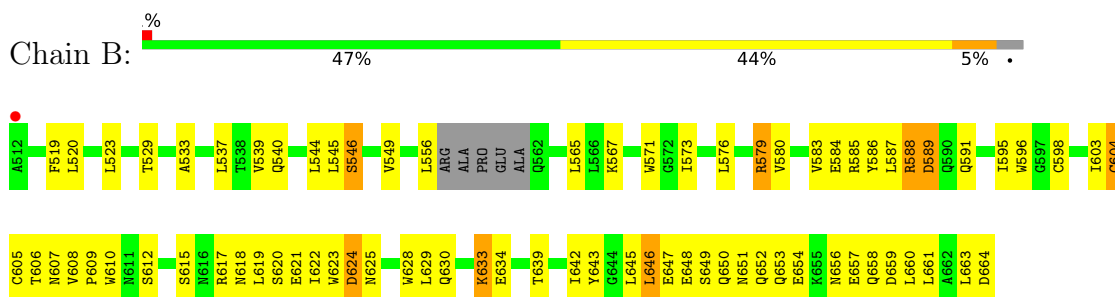 %
Chain B:
47% 44% 5% •
A512 F519 L520 L523 T529 A533 L537 T538 V539 Q540 L544 L545 S546 V549 L556 ARG ALA PRO GLU ALA Q562 L565 L566 K567 W571 G572 I573 L576 R579 V580 V583 E584 R585 Y586 L587 R588 D589 Q590 Q591 I595 W596 G597 C598 I603
C605 T606 N607 V608 P609 W610 N611 S612 S615 N616 R617 N618 L619 S620 E621 I622 W623 D624 N625 W628 L629 Q630 K633 E634 T639 I642 Y643 G644 L645 L646 E647 E648 S649 Q650 N651 Q652 Q653 E654 K655 N656 E657 Q658 D659 L660 L661 A662 L663 D664